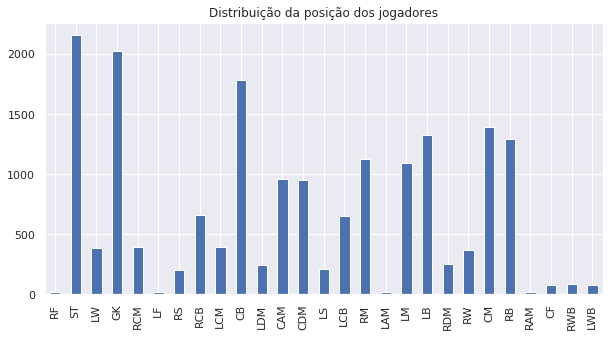 Distribuição da posição dos jogadores
2000
1500
1000
500
0
RF ST LW GK RCM LF RS RCB LCM CB LDM CAM CDM LS LCB RM LAM LM LB RDM RW CM RB RAM CF RWB LWB